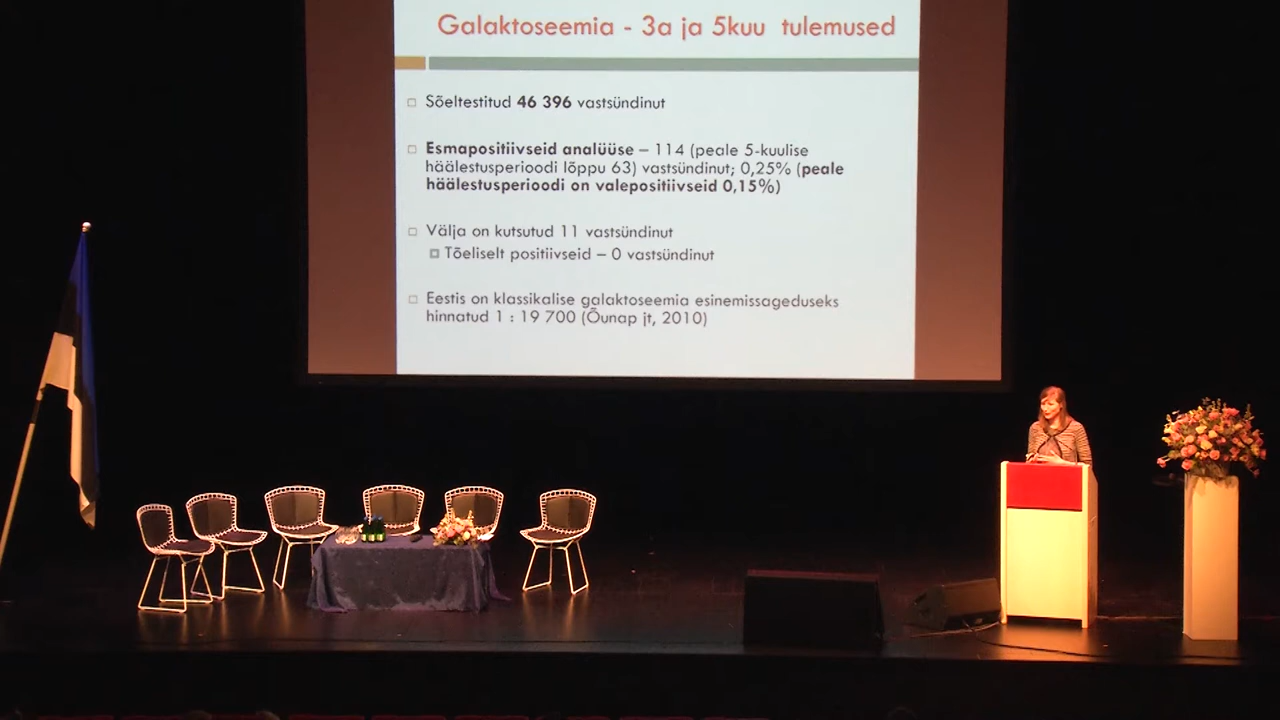 Galaktoseemia - 3a ja 5kuu tulemused
Sõeltestitud 46 396 vastsündinut
Esmapositiivseid analüüse – 114 (peale 5-kuulise
häälestusperioodi lõppu 63) vastsündinut; 0,25% (peale
häälestusperioodi on valepositiivseid 0,15%)
Välja on kutsutud 11 vastsündinut
Tõeliselt positiivseid – 0 vastsündinut
Eestis on klassikalise galaktoseemia esinemissageduseks
hinnatud 1 : 19 700 (Õunap jt, 2010)